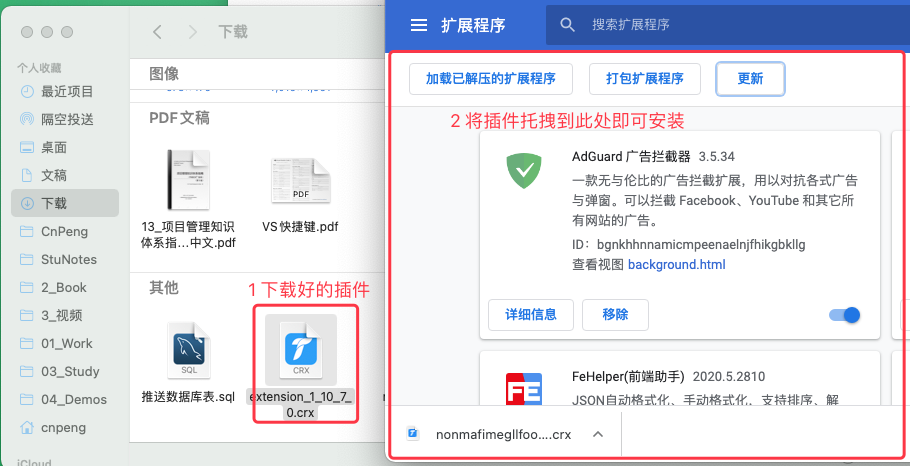 下载
个人收藏
最近项目
隔空投送
桌面
文稿
下载
CnPeng
StuNotes
2_Book
3_视频
01_Work
03_Study
04_Demos
cnpeng
iCloud
图像
PDF 文稿
PDF
13_项目管理知识
体系指...中文.pdf
VS 快捷键.pdf
其他
1 下载好的插件
SQL
CRX
推送数据库表.sql
extension_1_10_7_
0.crx
扩展程序
搜索扩展程序
加载已解压的扩展程序
打包扩展程序
更新
2 将插件托拽到此处即可安装
AdGuard 广告拦截器 3.5.34
一款无与伦比的广告拦截扩展，用以对抗各式广告
与弹窗。可以拦截 Facebook、YouTube 和其它所
有网站的广告。
ID：bgnkhhnnamicmpeenaelnjfhikgbkllg
查看视图 background.html
详细信息
移除
FE
FeHelper(前端助手) 2020.5.2810
JSON自动格式化、手动格式化、支持排序、解
nonmafimegllfoo....crx